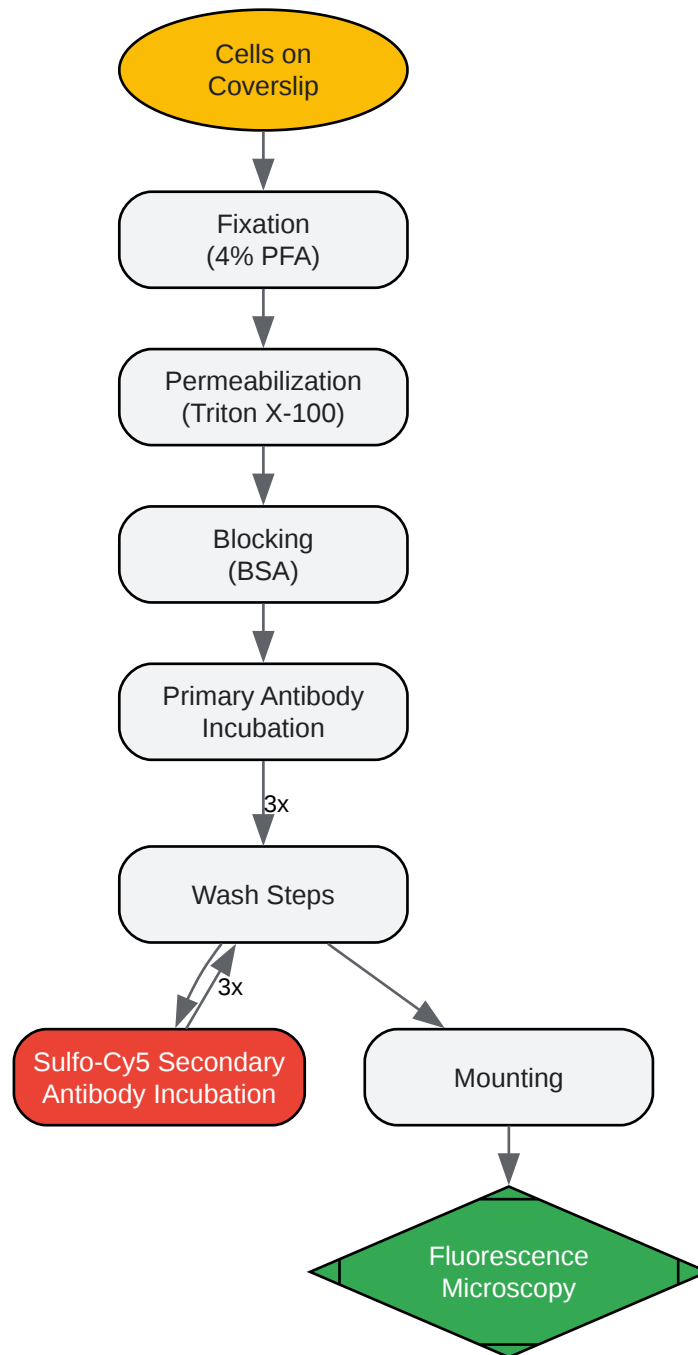 Cells on
Coverslip
Fixation
(4% PFA)
Permeabilization
(Triton X-100)
Blocking
(BSA)
Primary Antibody
Incubation
3x
Wash Steps
3x
Sulfo-Cy5 Secondary
Antibody Incubation
Mounting
Fluorescence
Microscopy